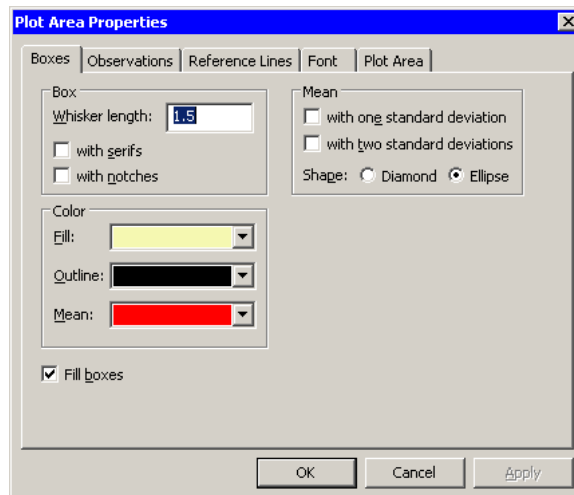 Plot Area Properties
Boxes
Observations
Reference Lines
Font
Plot Area
Box
Whisker length: 1.5
with serifs
with notches
Mean
with one standard deviation
with two standard deviations
Shape: Diamond Ellipse
Color
Fill:
Outline:
Mean:
Fill boxes
OK
Cancel
Apply